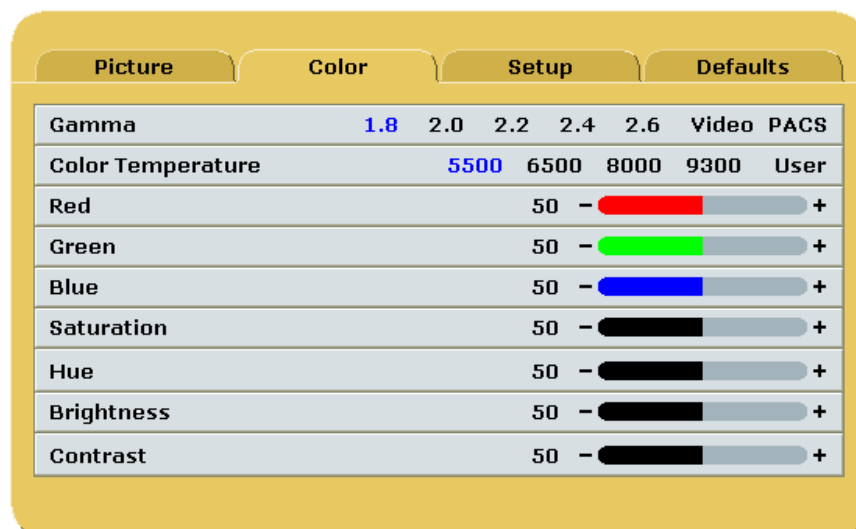 Picture Color Setup Defaults
Gamma 1.8 2.0 2.2 2.4 2.6 Video PACS
Color Temperature 5500 6500 8000 9300 User
Red 50 - +
Green 50 - +
Blue 50 - +
Saturation 50 - +
Hue 50 - +
Brightness 50 - +
Contrast 50 - +